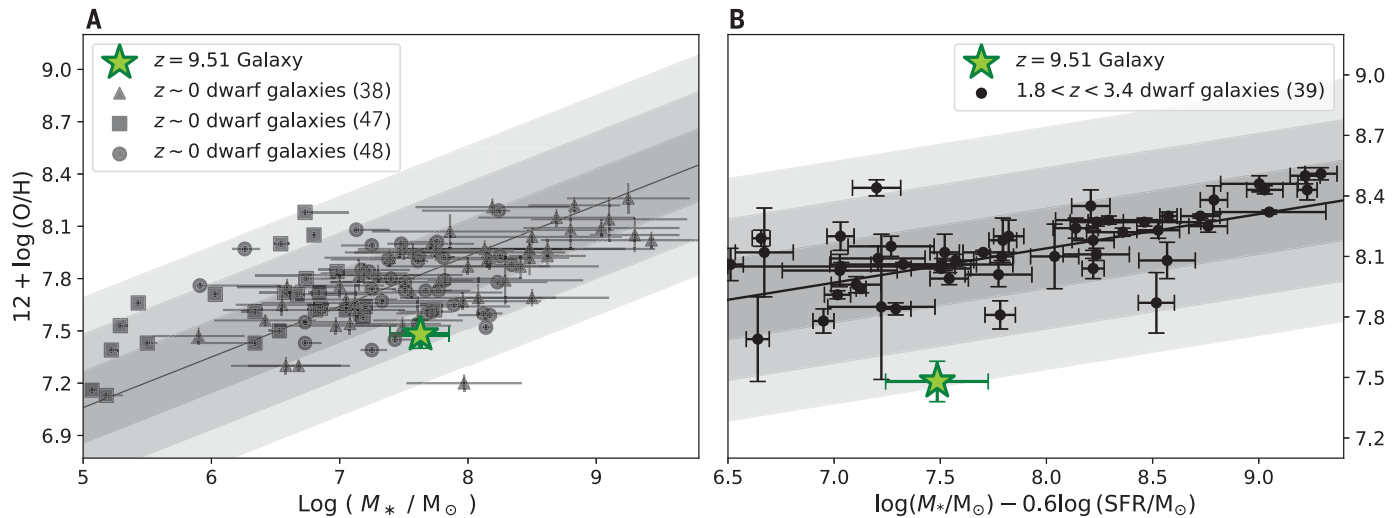 A
z = 9.51 Galaxy
z ~ 0 dwarf galaxies (38)
z ~ 0 dwarf galaxies (47)
z ~ 0 dwarf galaxies (48)
9.0
8.7
8.4
8.1
7.8
7.5
7.2
6.9
12 + log (O/H)
5 6 7 8 9
Log ( M∗ / M⊙ )
B
z = 9.51 Galaxy
1.8 < z < 3.4 dwarf galaxies (39)
9.0
8.7
8.4
8.1
7.8
7.5
7.2
6.5 7.0 7.5 8.0 8.5 9.0
log(M∗/M⊙) − 0.6log (SFR/M⊙)